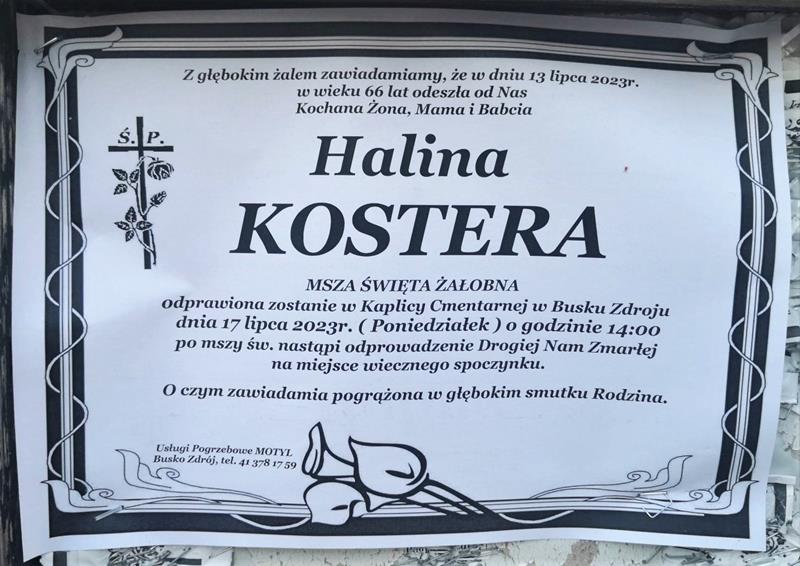 Z głębokim żalem zawiadamiamy, że w dniu 13 lipca 2023r.
w wieku 66 lat odeszła od Nas
Kochana Żona, Mama i Babcia
Ś. P.
Halina
KOSTERA
MSZA ŚWIĘTA ŻAŁOBNA
odprawiona zostanie w Kaplicy Cmentarnej w Busku Zdroju
dnia 17 lipca 2023r. ( Poniedziałek ) o godzinie 14:00
po mszy św. nastąpi odprowadzenie Drogiej Nam Zmarłej
na miejsce wiecznego spoczynku.
O czym zawiadamia pogrążona w głębokim smutku Rodzina.
Usługi Pogrzebowe MOTYL
Busko Zdrój, tel. 41 378 17 59